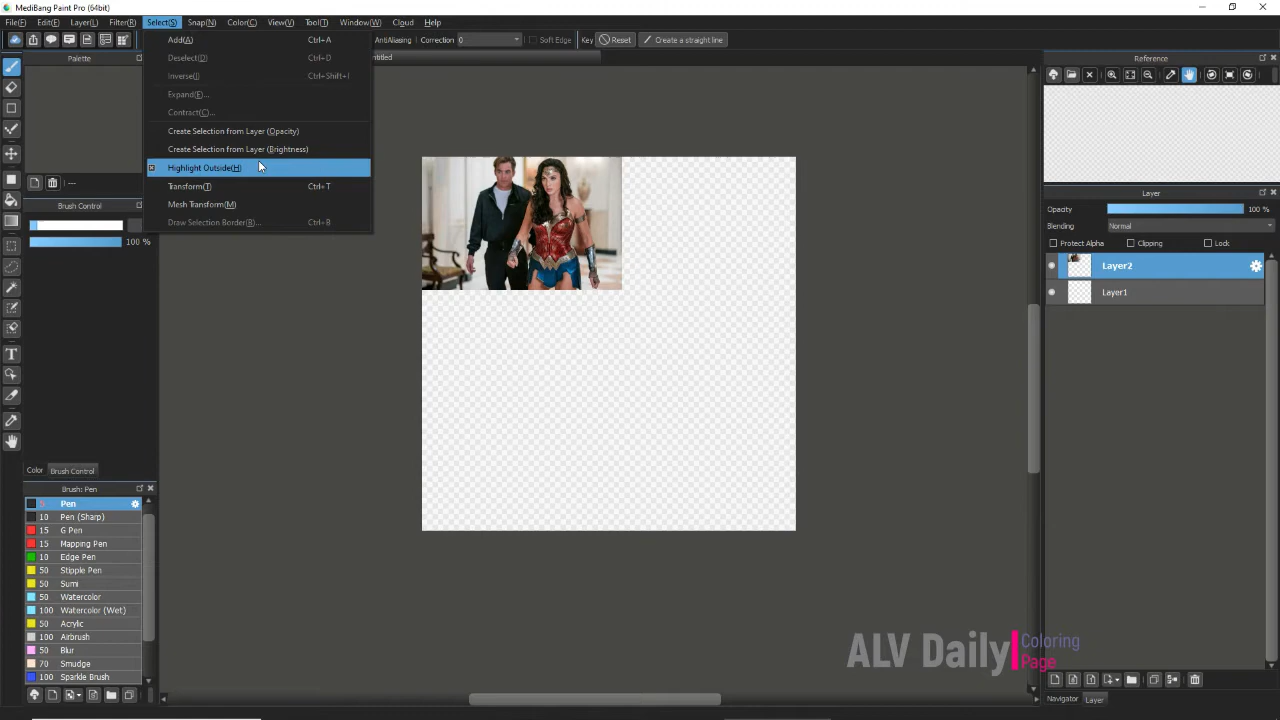 MediBang Paint Pro (64bit)
File(F) Edit(E) Layer(L) Filter(R) Select(S) Snap(N) Color(C) View(V) Tool(T) Window(W) Cloud Help
AntiAliasing Correction 0 Soft Edge Key Reset Create a straight line
Palette
ntitled
Add(A) Ctrl+A
Deselect(D) Ctrl+D
Inverse(I) Ctrl+Shift+I
Expand(E)...
Contract(C)...
Create Selection from Layer (Opacity)
Create Selection from Layer (Brightness)
Highlight Outside(H)
Transform(T) Ctrl+T
Mesh Transform(M)
Draw Selection Border(B)... Ctrl+B
---
Brush Control
100 %
Color Brush Control
Brush: Pen
5 Pen
10 Pen (Sharp)
15 G Pen
15 Mapping Pen
10 Edge Pen
50 Stipple Pen
50 Sumi
50 Watercolor
100 Watercolor (Wet)
50 Acrylic
100 Airbrush
50 Blur
70 Smudge
100 Sparkle Brush
Reference
Layer
Opacity 100 %
Blending Normal
Protect Alpha Clipping Lock
Layer2
Layer1
Navigator Layer
ALV Daily
Coloring
Page